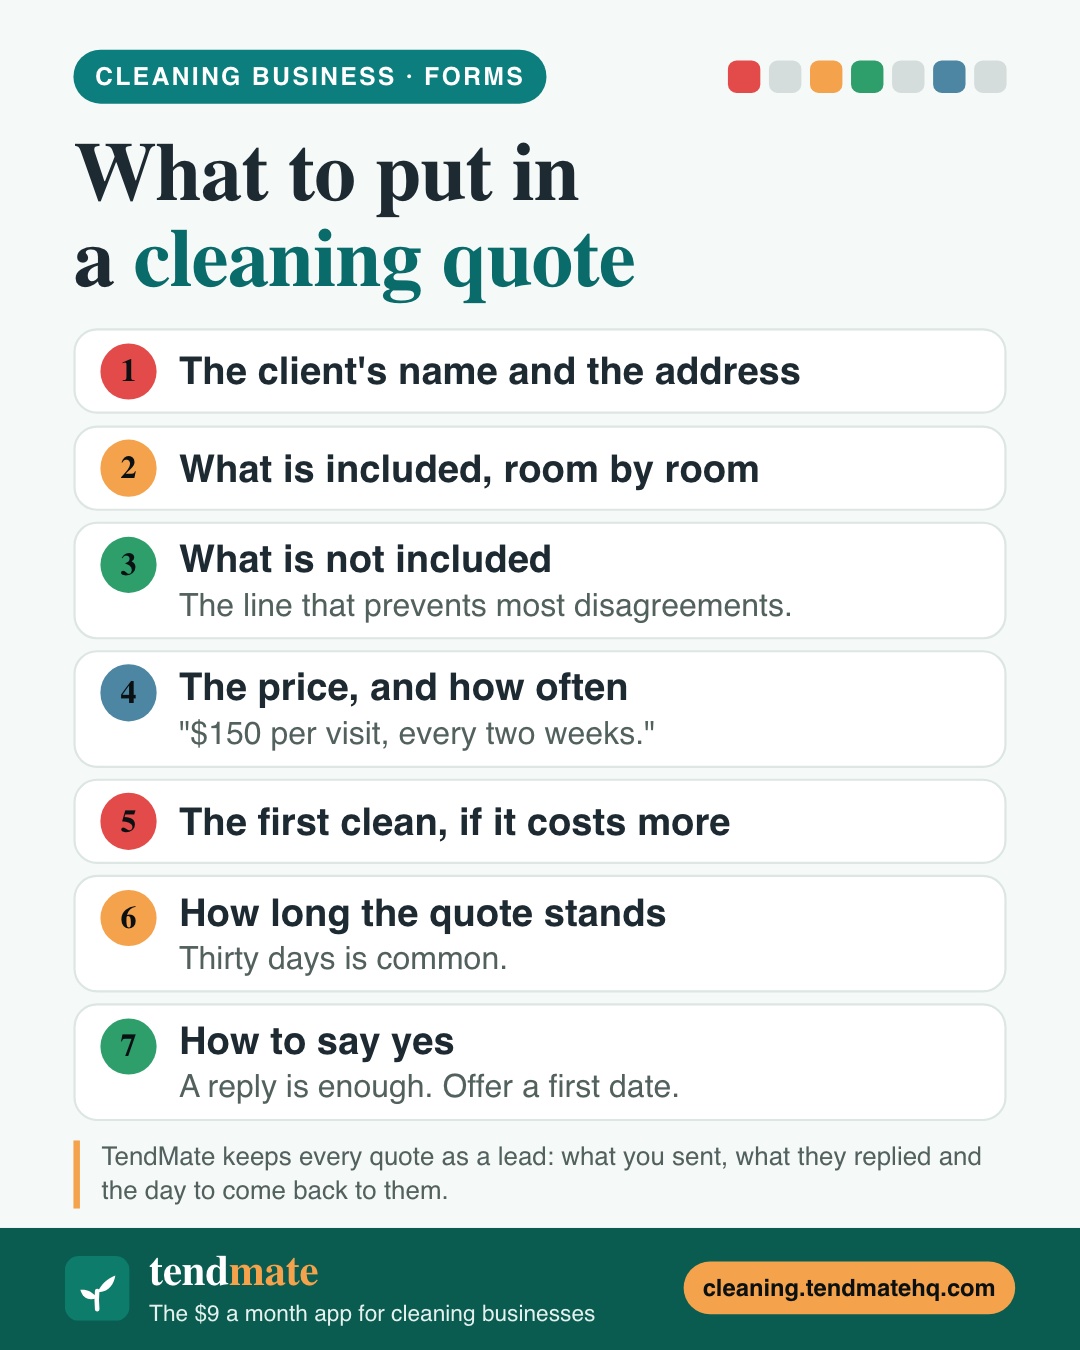 CLEANING BUSINESS · FORMS
What to put in
a cleaning quote
1 The client's name and the address
2 What is included, room by room
3 What is not included
The line that prevents most disagreements.
4 The price, and how often
"$150 per visit, every two weeks."
5 The first clean, if it costs more
6 How long the quote stands
Thirty days is common.
7 How to say yes
A reply is enough. Offer a first date.
TendMate keeps every quote as a lead: what you sent, what they replied and
the day to come back to them.
tendmate
The $9 a month app for cleaning businesses
cleaning.tendmatehq.com